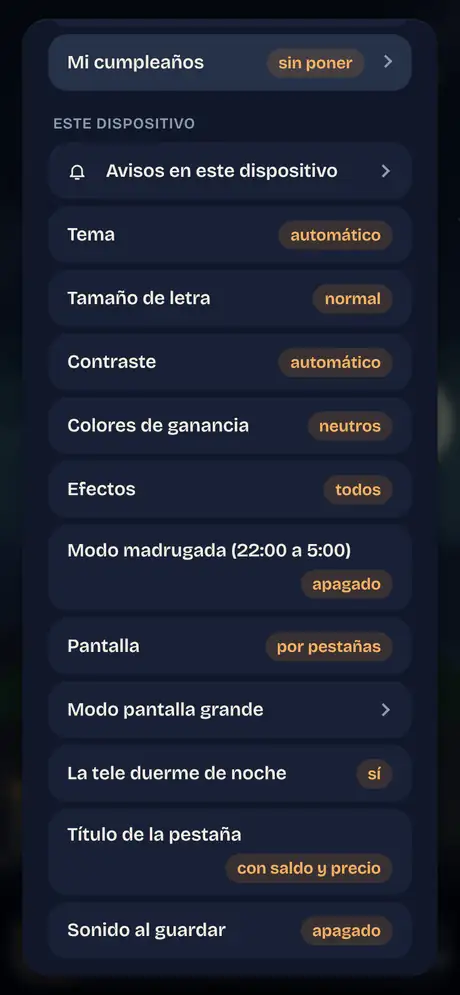 Mi cumpleaños sin poner
ESTE DISPOSITIVO
Avisos en este dispositivo
Tema automático
Tamaño de letra normal
Contraste automático
Colores de ganancia neutros
Efectos todos
Modo madrugada (22:00 a 5:00)
apagado
Pantalla por pestañas
Modo pantalla grande
La tele duerme de noche sí
Título de la pestaña
con saldo y precio
Sonido al guardar apagado